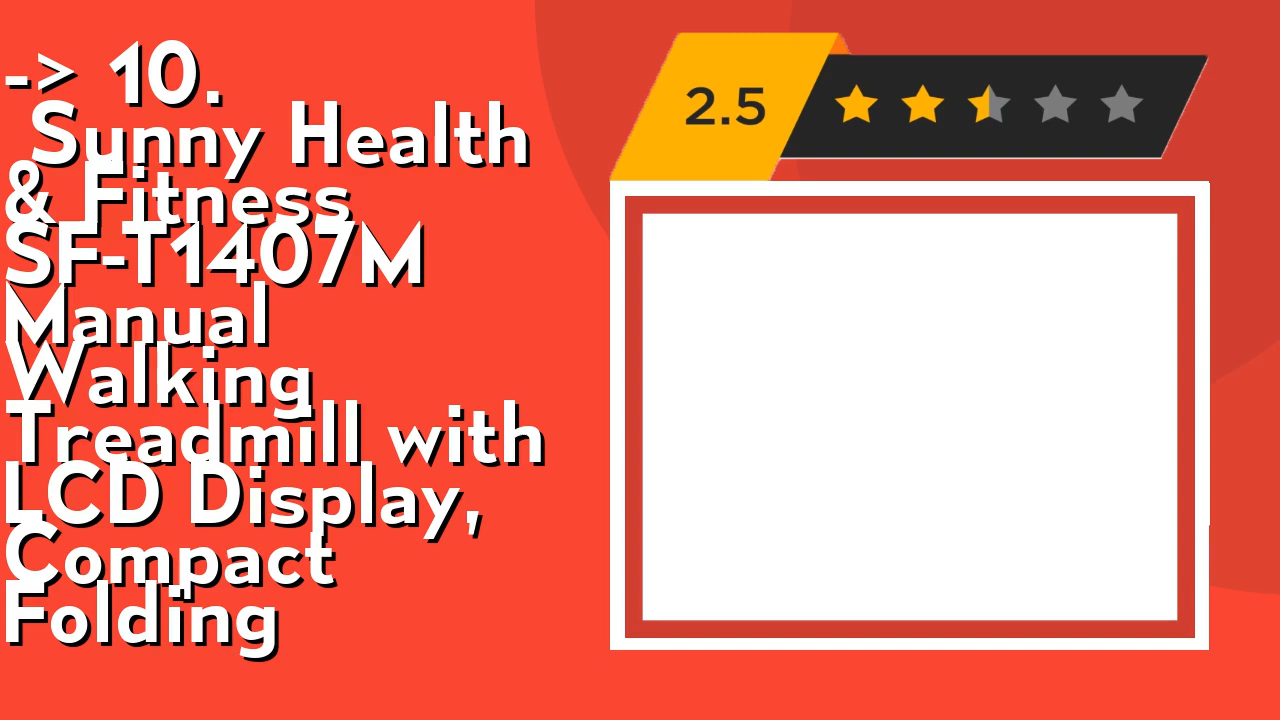 -> 10.
Sunny Health
& Fitness
SF-T1407M
Manual
Walking
Treadmill with
LCD Display,
Compact
Folding
2.5